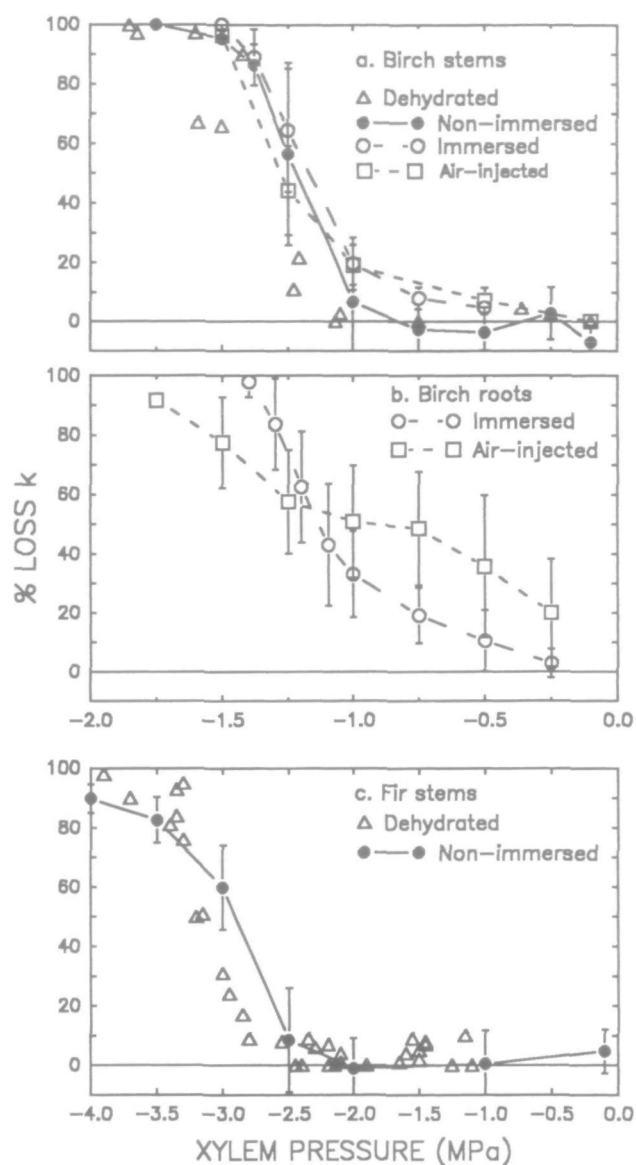 100
80
60
40
20
0
a. Birch stems
Dehydrated
Non-immersed
Immersed
Air-injected
100
80
60
40
20
0
b. Birch roots
Immersed
Air-injected
% LOSS k
-2.0 -1.5 -1.0 -0.5 0.0
100
80
60
40
20
0
c. Fir stems
Dehydrated
Non-immersed
-4.0 -3.5 -3.0 -2.5 -2.0 -1.5 -1.0 -0.5 0.0
XYLEM PRESSURE (MPa)